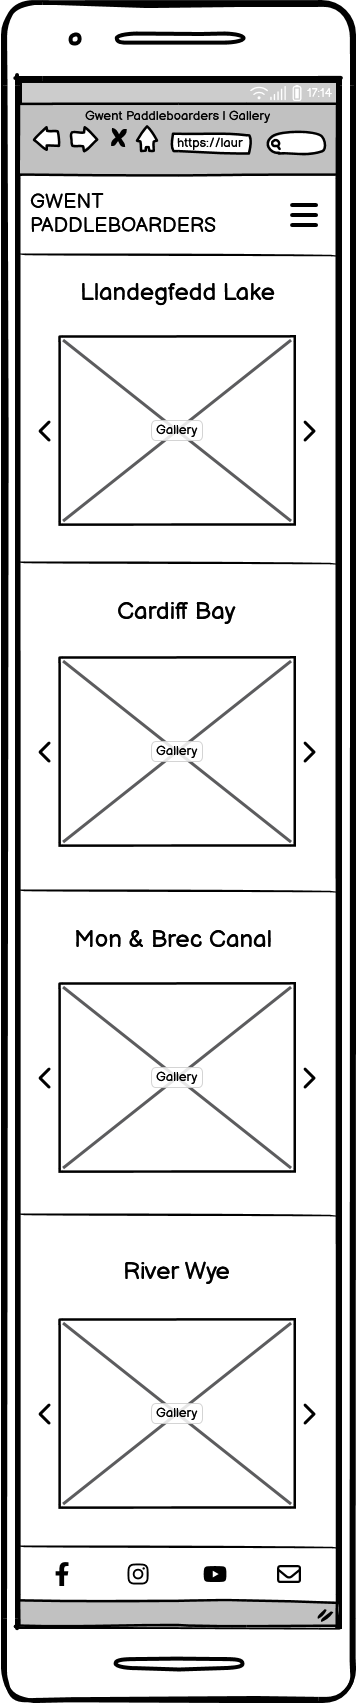 17:14
Gwent Paddleboarders | Gallery
https://laur
GWENT
PADDLEBOARDERS
Llandegfedd Lake
Gallery
Cardiff Bay
Gallery
Mon & Brec Canal
Gallery
River Wye
Gallery